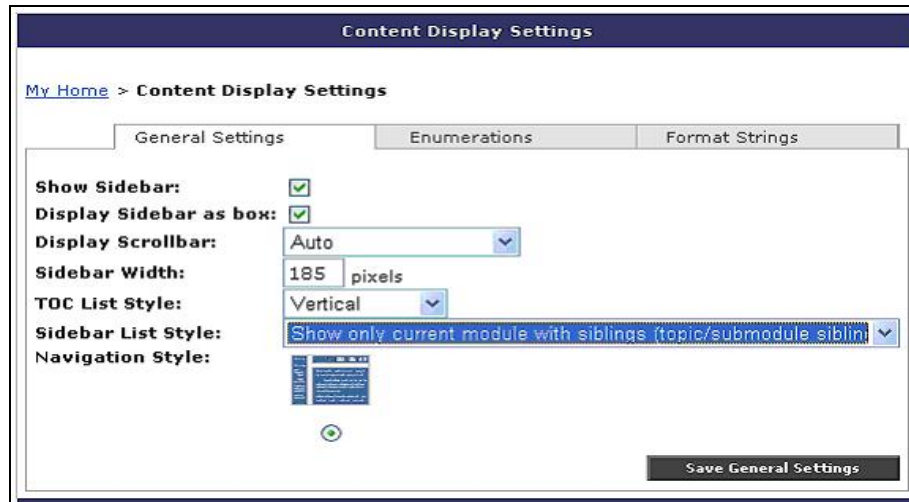 Content Display Settings
My Home > Content Display Settings
General Settings Enumerations Format Strings
Show Sidebar:
Display Sidebar as box:
Display Scrollbar: Auto
Sidebar Width: 185 pixels
TOC List Style: Vertical
Sidebar List Style: Show only current module with siblings (topic/submodule
Navigation Style:
Save General Settings